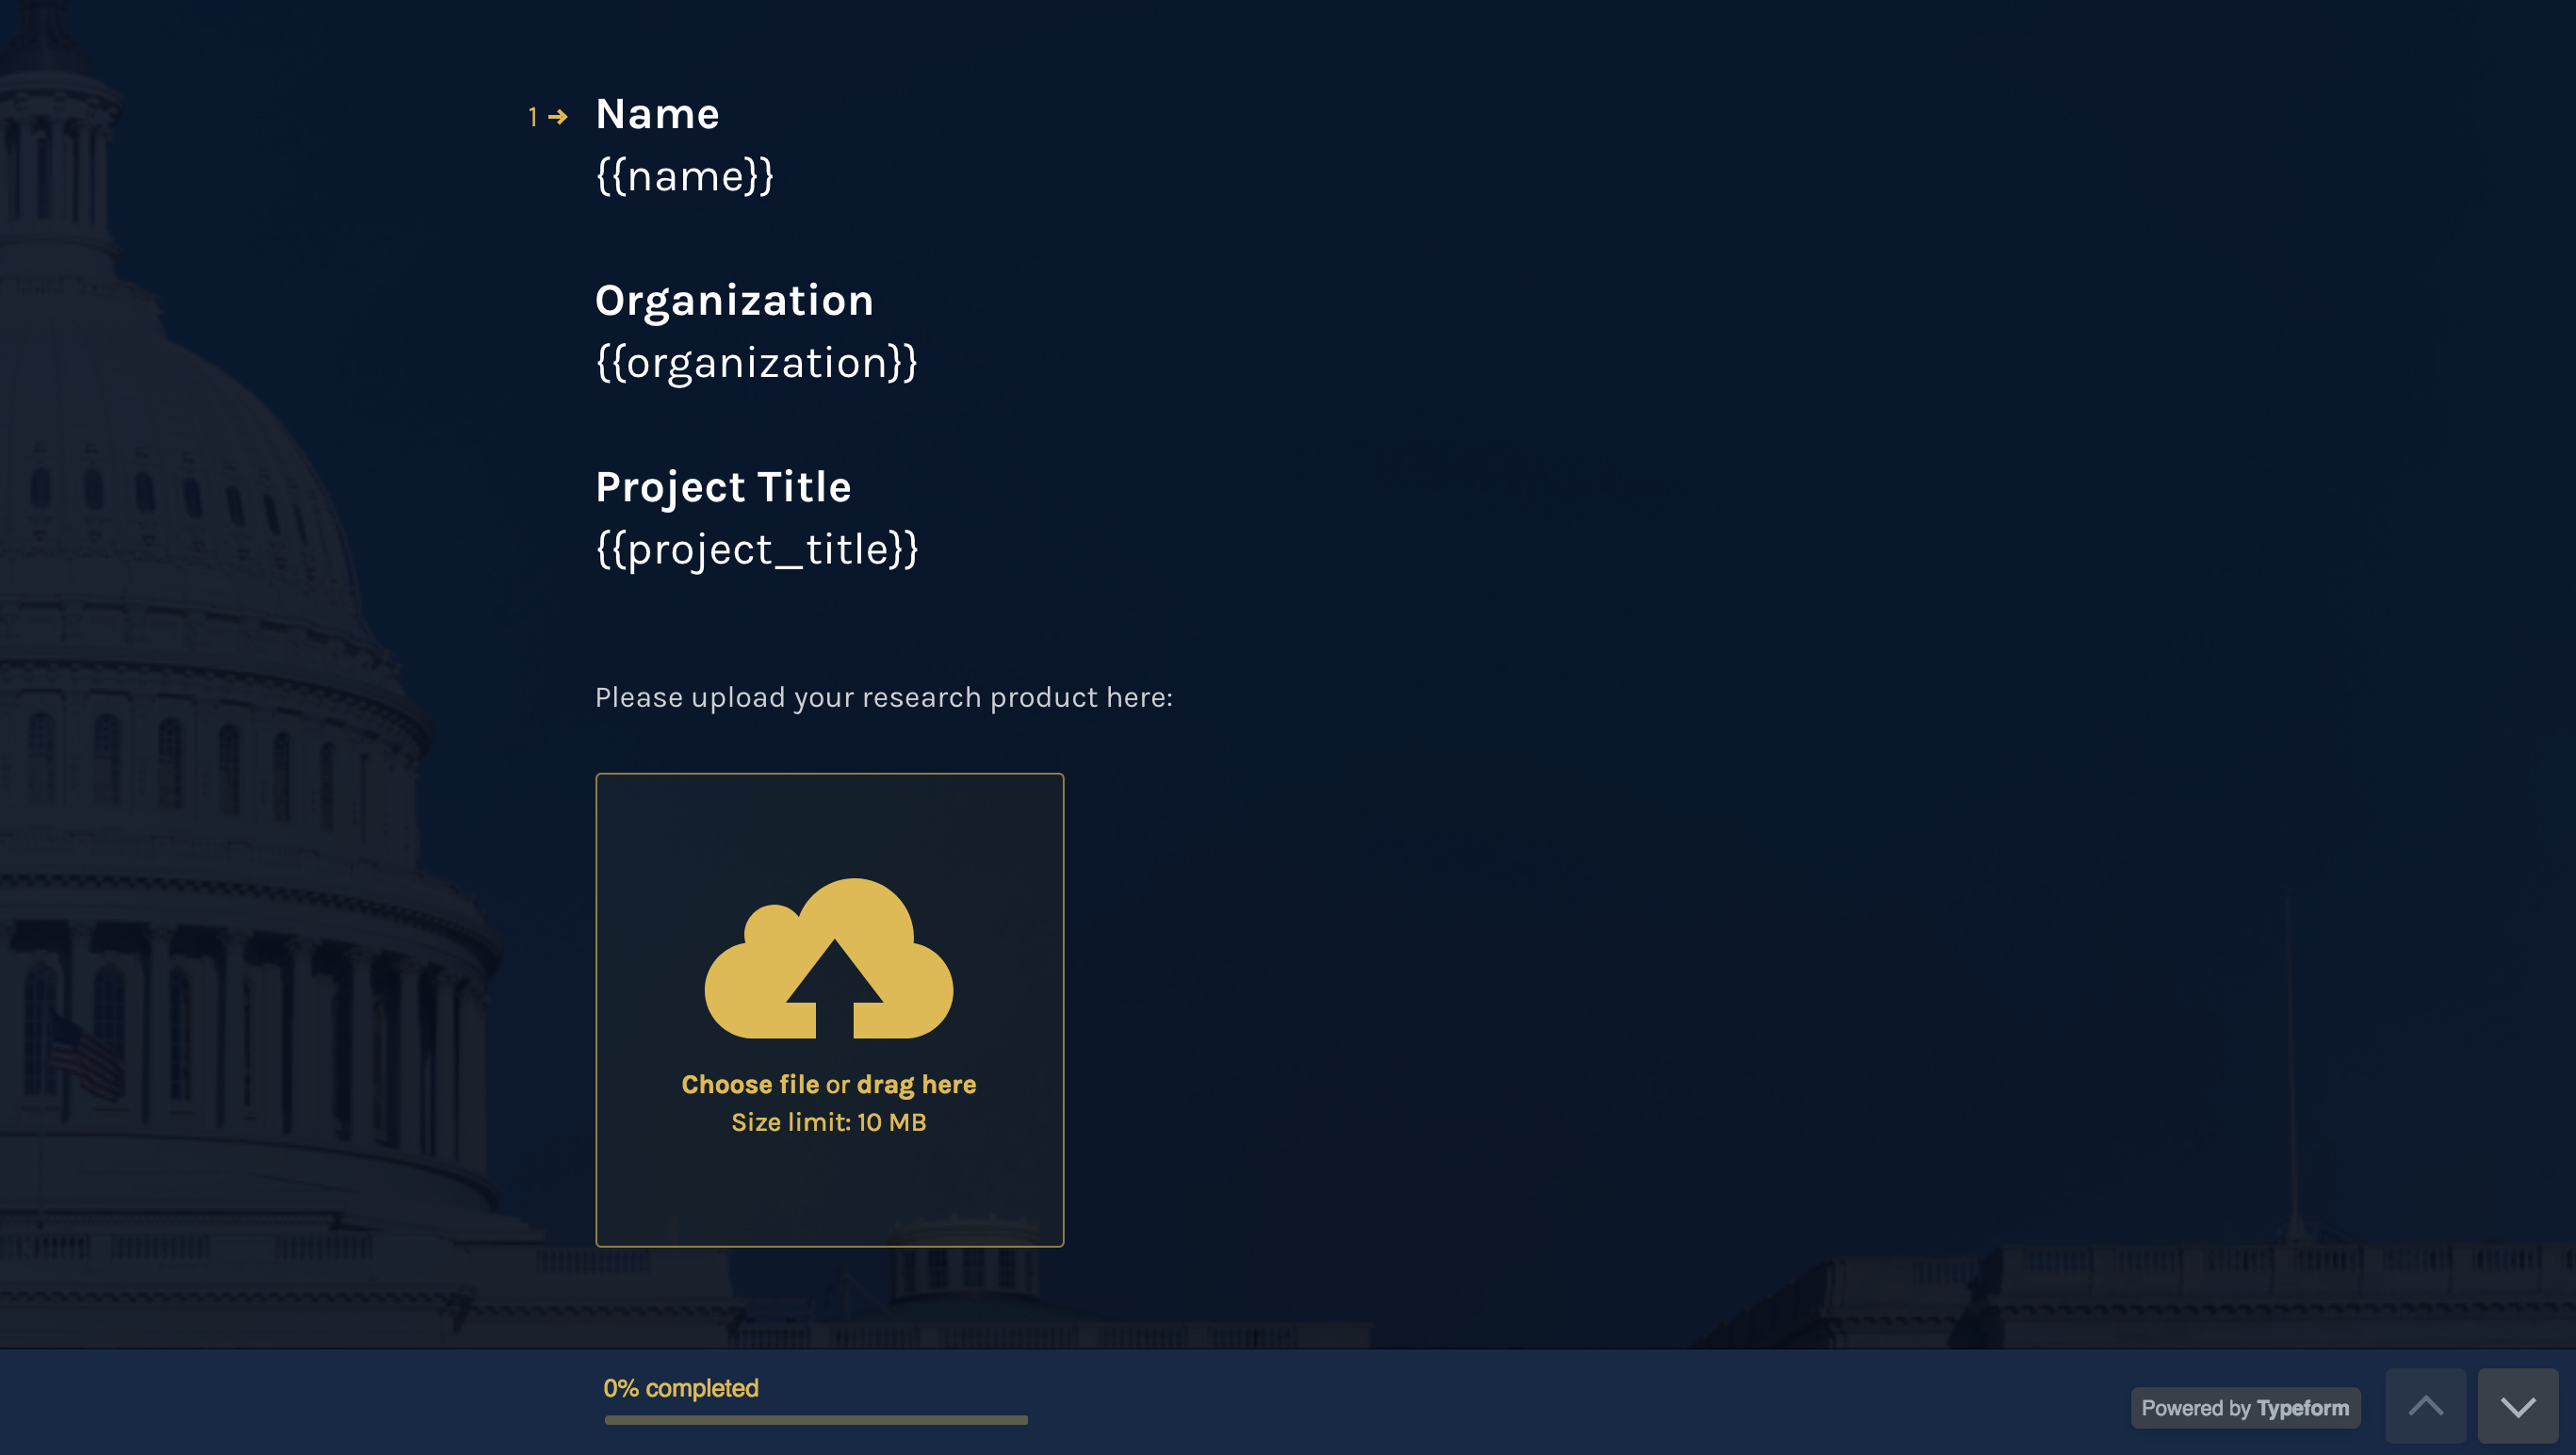 1 → Name
{{name}}
Organization
{{organization}}
Project Title
{{project_title}}
Please upload your research product here:
Choose file or drag here
Size limit: 10 MB
0% completed
Powered by Typeform